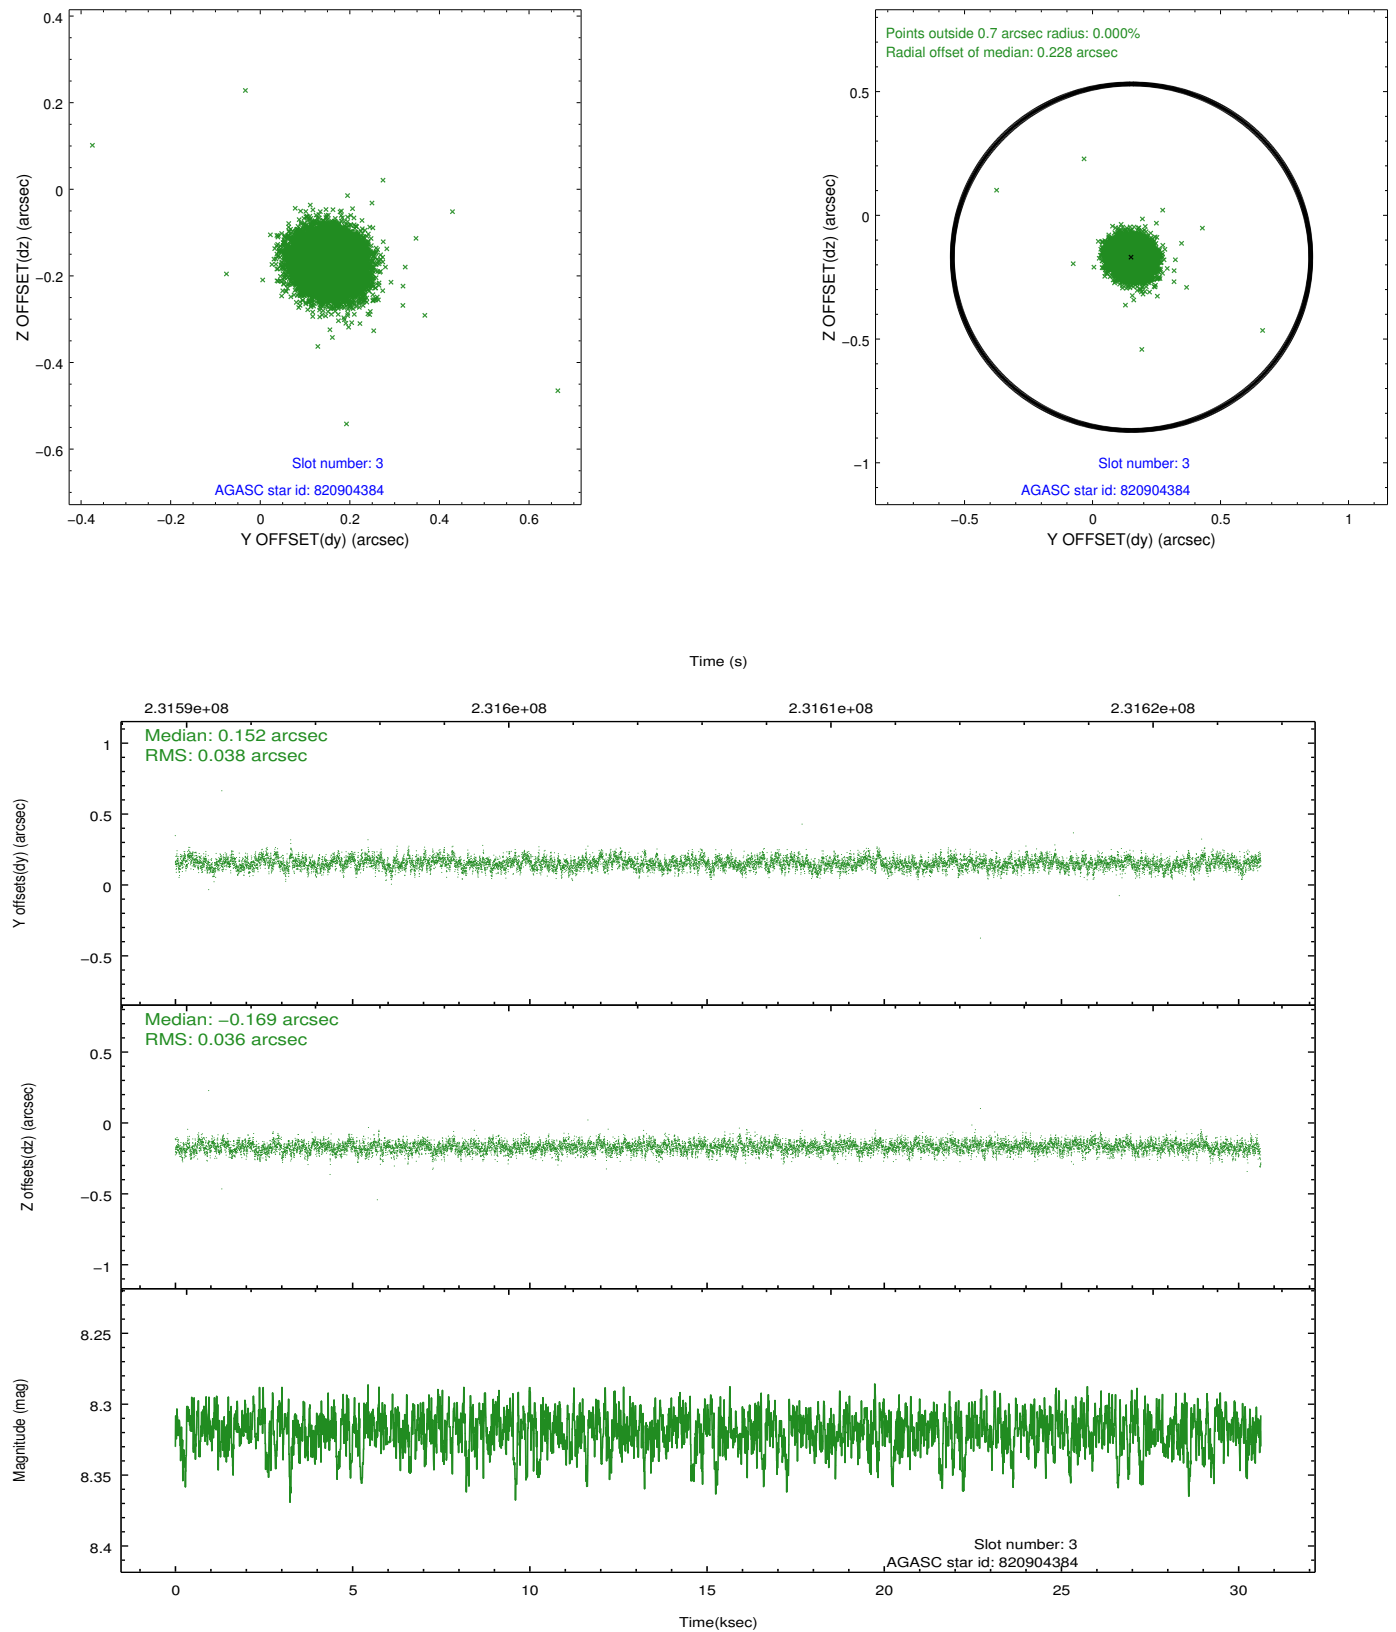 0.4
0.2
0
−0.2
−0.4
−0.6
Z OFFSET(dz) (arcsec)
Slot number: 3
AGASC star id: 820904384
−0.4 −0.2 0 0.2 0.4 0.6
Y OFFSET(dy) (arcsec)
Points outside 0.7 arcsec radius: 0.000%
Radial offset of median: 0.228 arcsec
0.5
0
−0.5
−1
Z OFFSET(dz) (arcsec)
Slot number: 3
AGASC star id: 820904384
−0.5 0 0.5 1
Y OFFSET(dy) (arcsec)
Time (s)
2.3159e+08 2.316e+08 2.3161e+08 2.3162e+08
Median: 0.152 arcsec
RMS: 0.038 arcsec
1
0.5
0
−0.5
Y offsets(dy) (arcsec)
Median: −0.169 arcsec
RMS: 0.036 arcsec
0.5
0
−0.5
−1
Z offsets(dz) (arcsec)
8.25
8.3
8.35
8.4
Magnitude (mag)
Slot number: 3
AGASC star id: 820904384
0 5 10 15 20 25 30
Time(ksec)